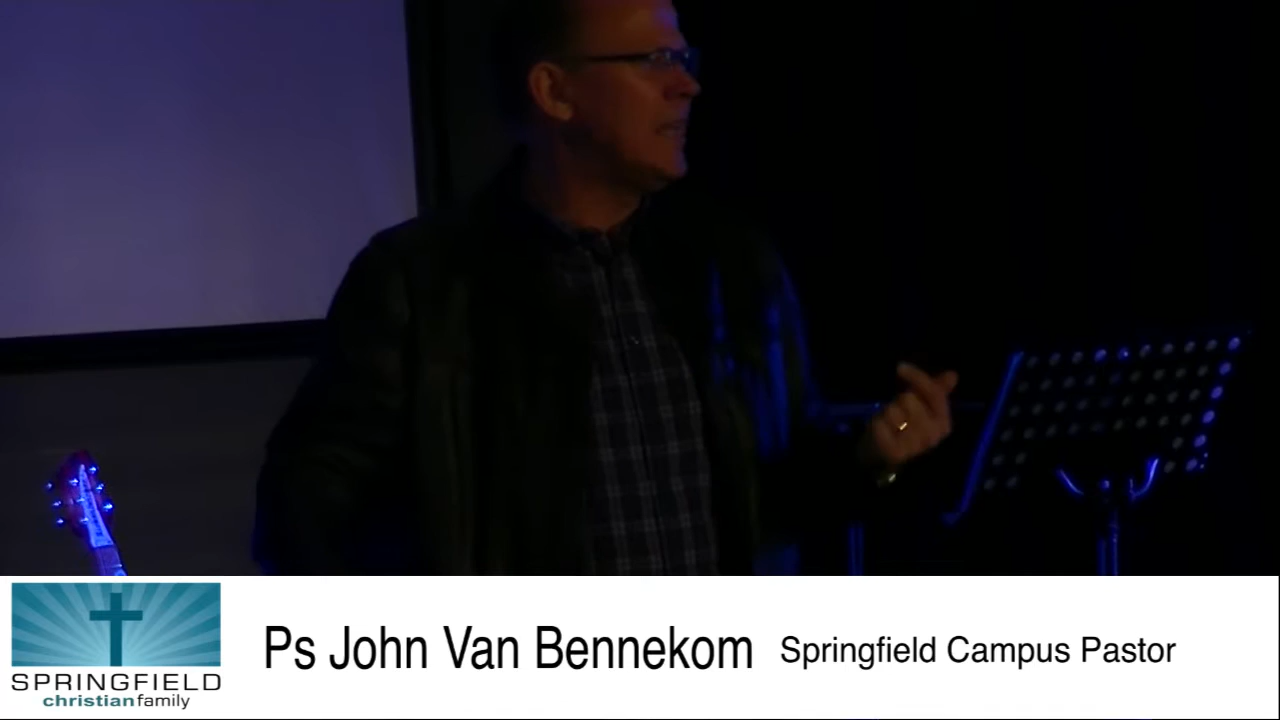 Ps John Van Bennekom Springfield Campus Pastor
SPRINGFIELD
christianfamily